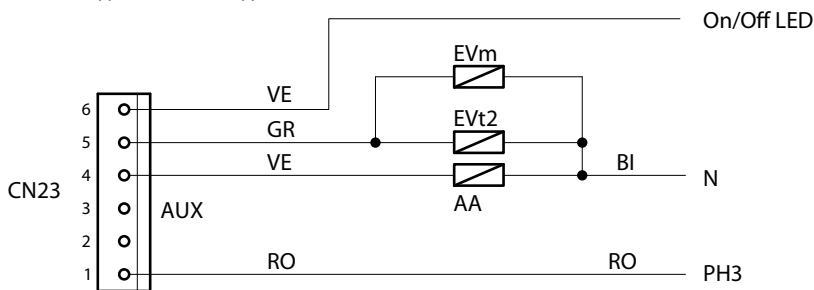 On/Off LED
EVm
6 VE
EVt2
5 GR
4 VE BI N
CN23 3 AUX AA
2
1 RO RO PH3